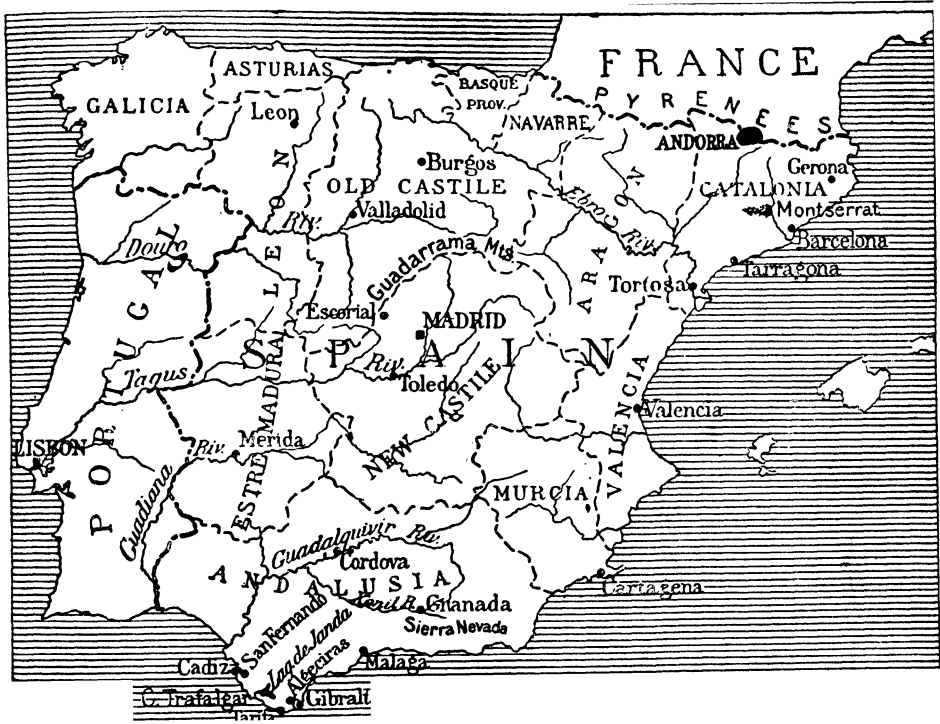 FRANCE
PYRENEES
ASTURIAS
BASQUE
PROV.
GALICIA
Leon
NAVARRE
ANDORRA
Burgos
Gerona
OLD CASTILE
CATALONIA
LEON
Riv.
Valladolid
Ebro Riv.
ARAGON
Montserrat
Barcelona
Douro
Guadarrama Mts.
Tarragona
Tortosa
Escorial
MADRID
SPAIN
PORTUGAL
Tagus
Riv.
Toledo
NEW CASTILE
VALENCIA
Valencia
ESTREMADURA
LISBON
Riv.
Merida
Guadiana
MURCIA
Guadalquivir Riv.
Cordova
ANDALUSIA
Cartagena
Xenil R.
Granada
Sierra Nevada
San Fernando
Lag de Janda
Algeciras
Cadiz
Malaga
C. Trafalgar
Gibralt
Tarifa